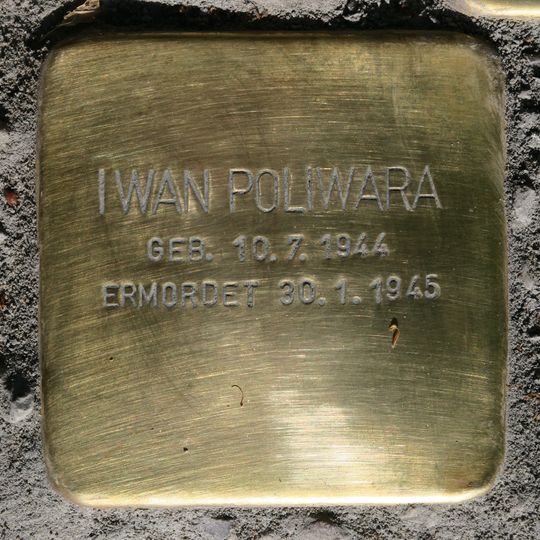 IWAN POLIWARA
GEB. 10.7.1944
ERMORDET 30.1.1945